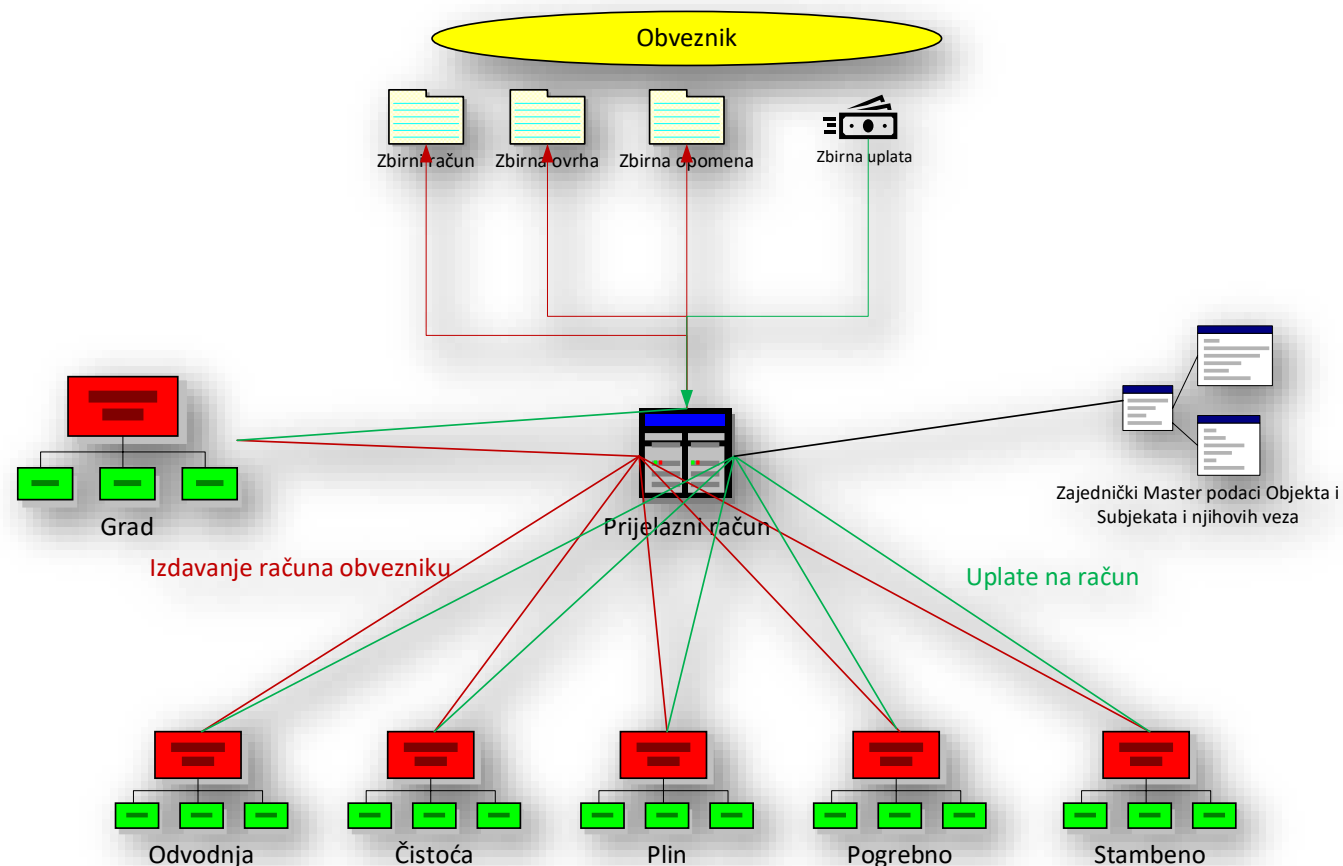 Obveznik
Zbirni račun
Zbirna ovrha
Zbirna opomena
Zbirna uplata
Grad
Prijelazni račun
Zajednički Master podaci Objekta i
Subjekata i njihovih veza
Izdavanje računa obvezniku
Uplate na račun
Odvodnja
Čistoća
Plin
Pogrebno
Stambeno